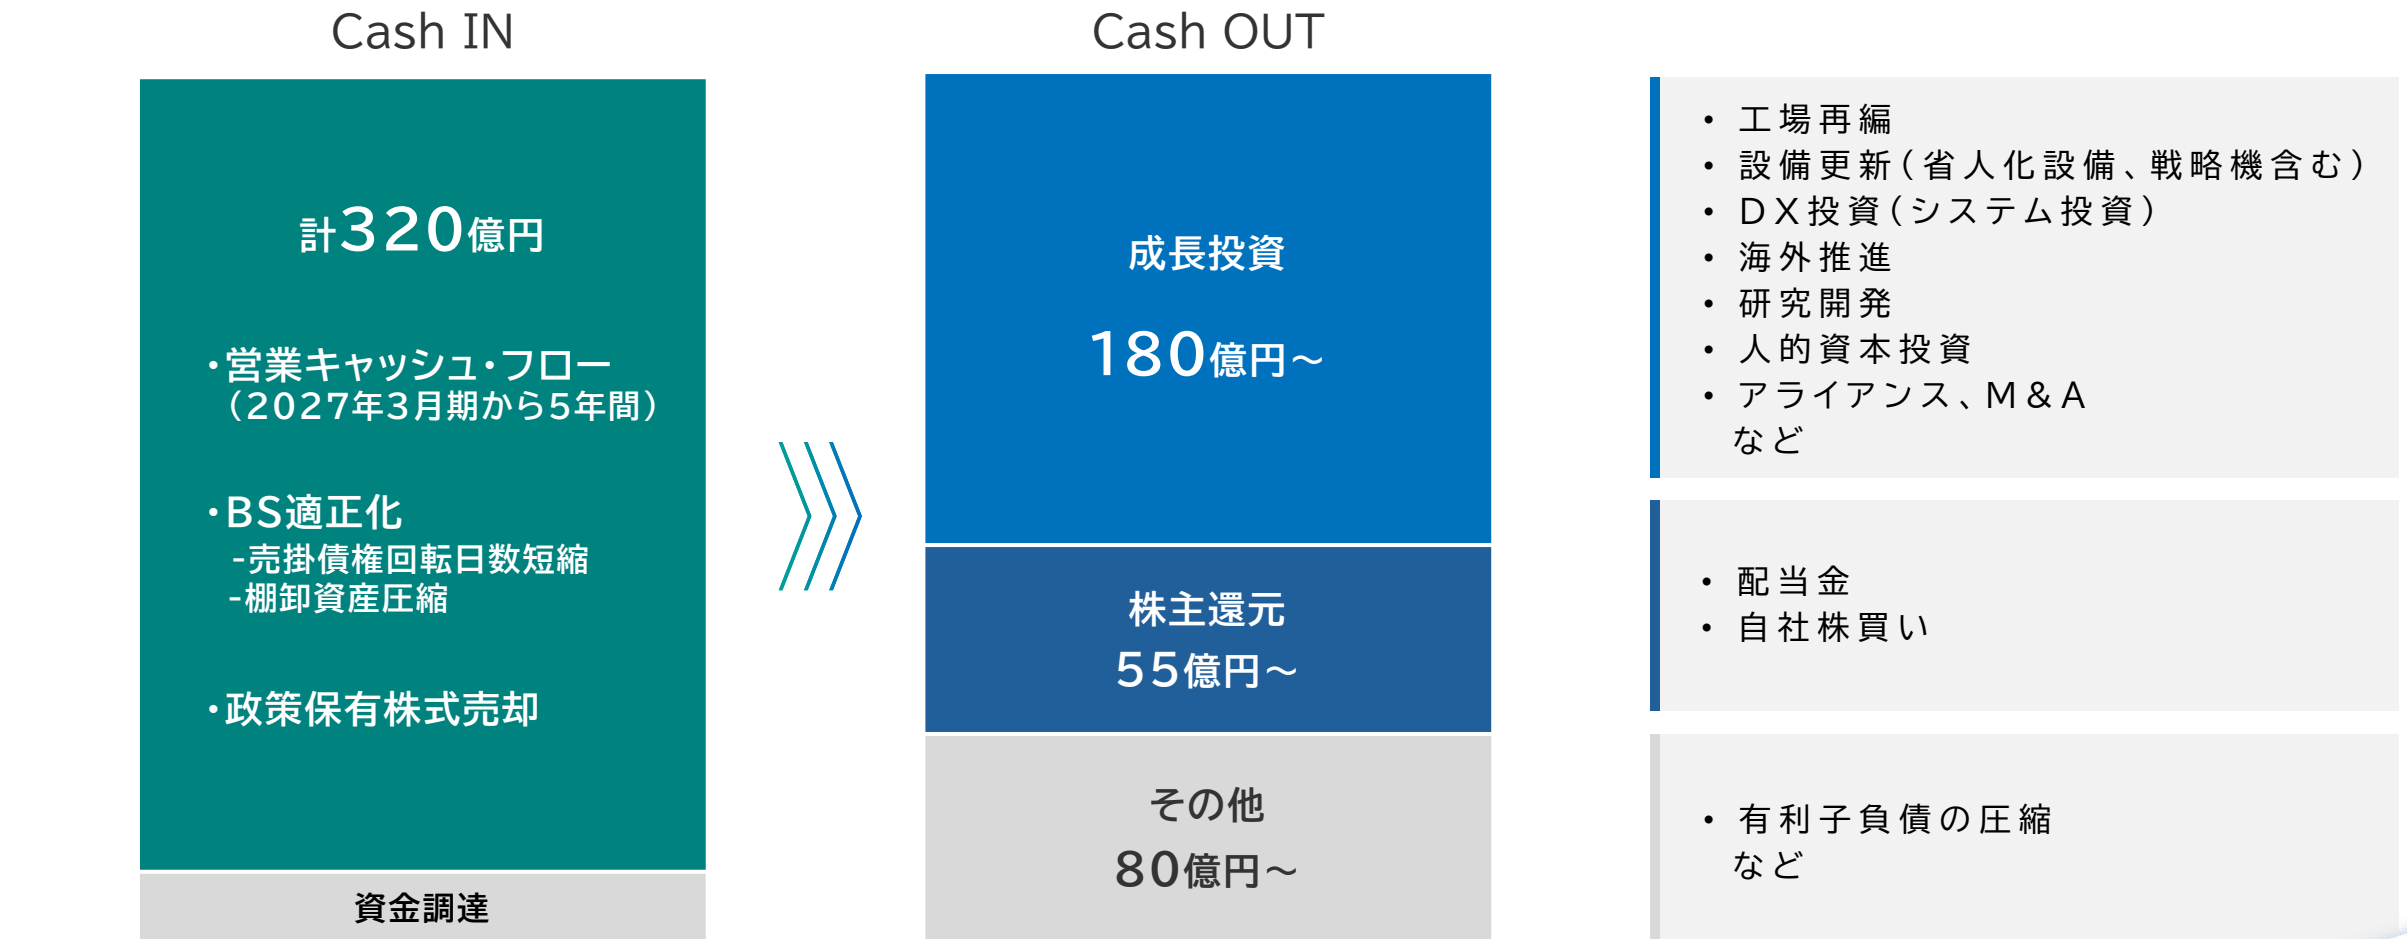 Cash IN
計320億円
・営業キャッシュ・フロー
（2027年3月期から5年間）
・BS適正化
-売掛債権回転日数短縮
-棚卸資産圧縮
・政策保有株式売却
資金調達
Cash OUT
成長投資
180億円～
株主還元
55億円～
その他
80億円～
• 工場再編
• 設備更新（省人化設備、戦略機含む）
• DX投資（システム投資）
• 海外推進
• 研究開発
• 人的資本投資
• アライアンス、M&A
など
• 配当金
• 自社株買い
• 有利子負債の圧縮
など